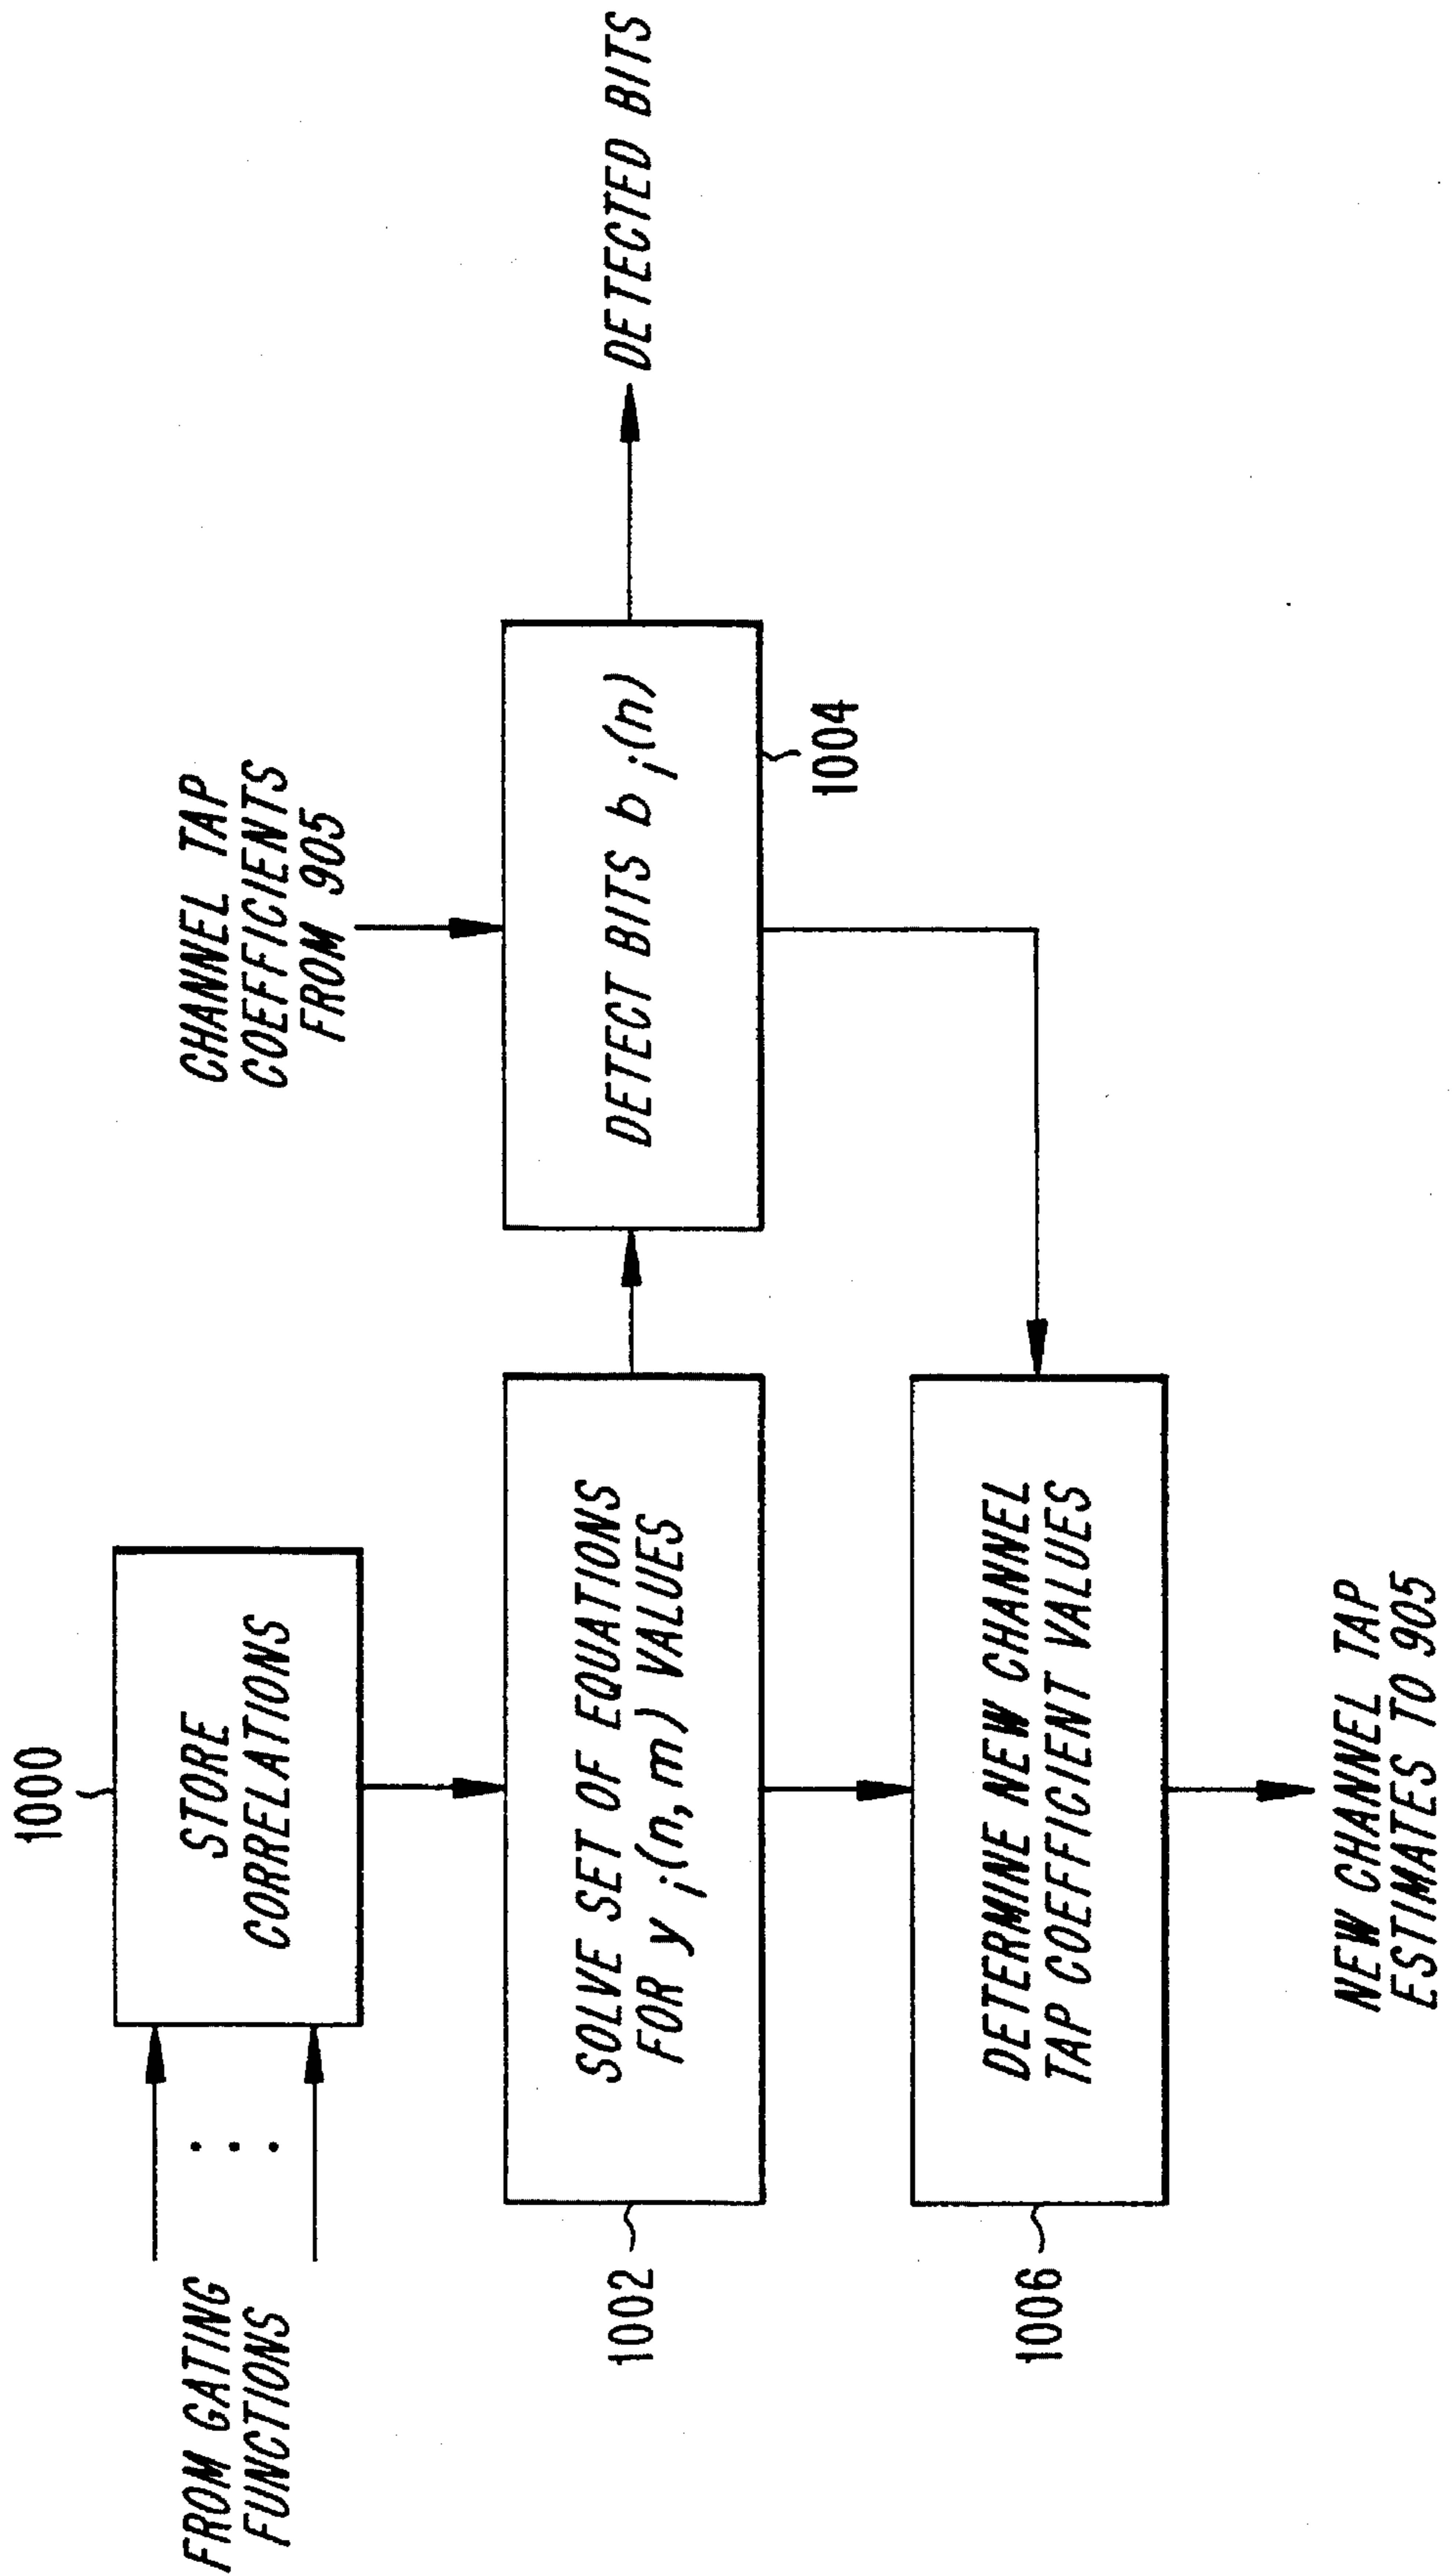 FROM GATING
FUNCTIONS
1000
STORE
CORRELATIONS
1002
SOLVE SET OF EQUATIONS
FOR y i(n, m) VALUES
CHANNEL TAP
COEFFICIENTS
FROM 905
DETECT BITS b i(n)
1004
DETECTED BITS
1006
DETERMINE NEW CHANNEL
TAP COEFFICIENT VALUES
NEW CHANNEL TAP
ESTIMATES TO 905